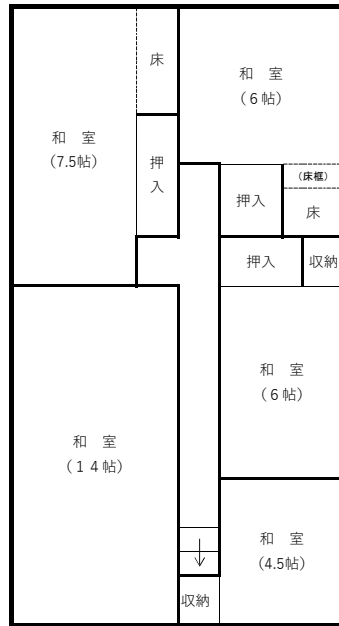 床
和　室
（６帖）
和　室
（7.5帖）
押
入
（床框）
押入
床
押入
収納
和　室
（６帖）
和　室
（１４帖）
和　室
（4.5帖）
収納